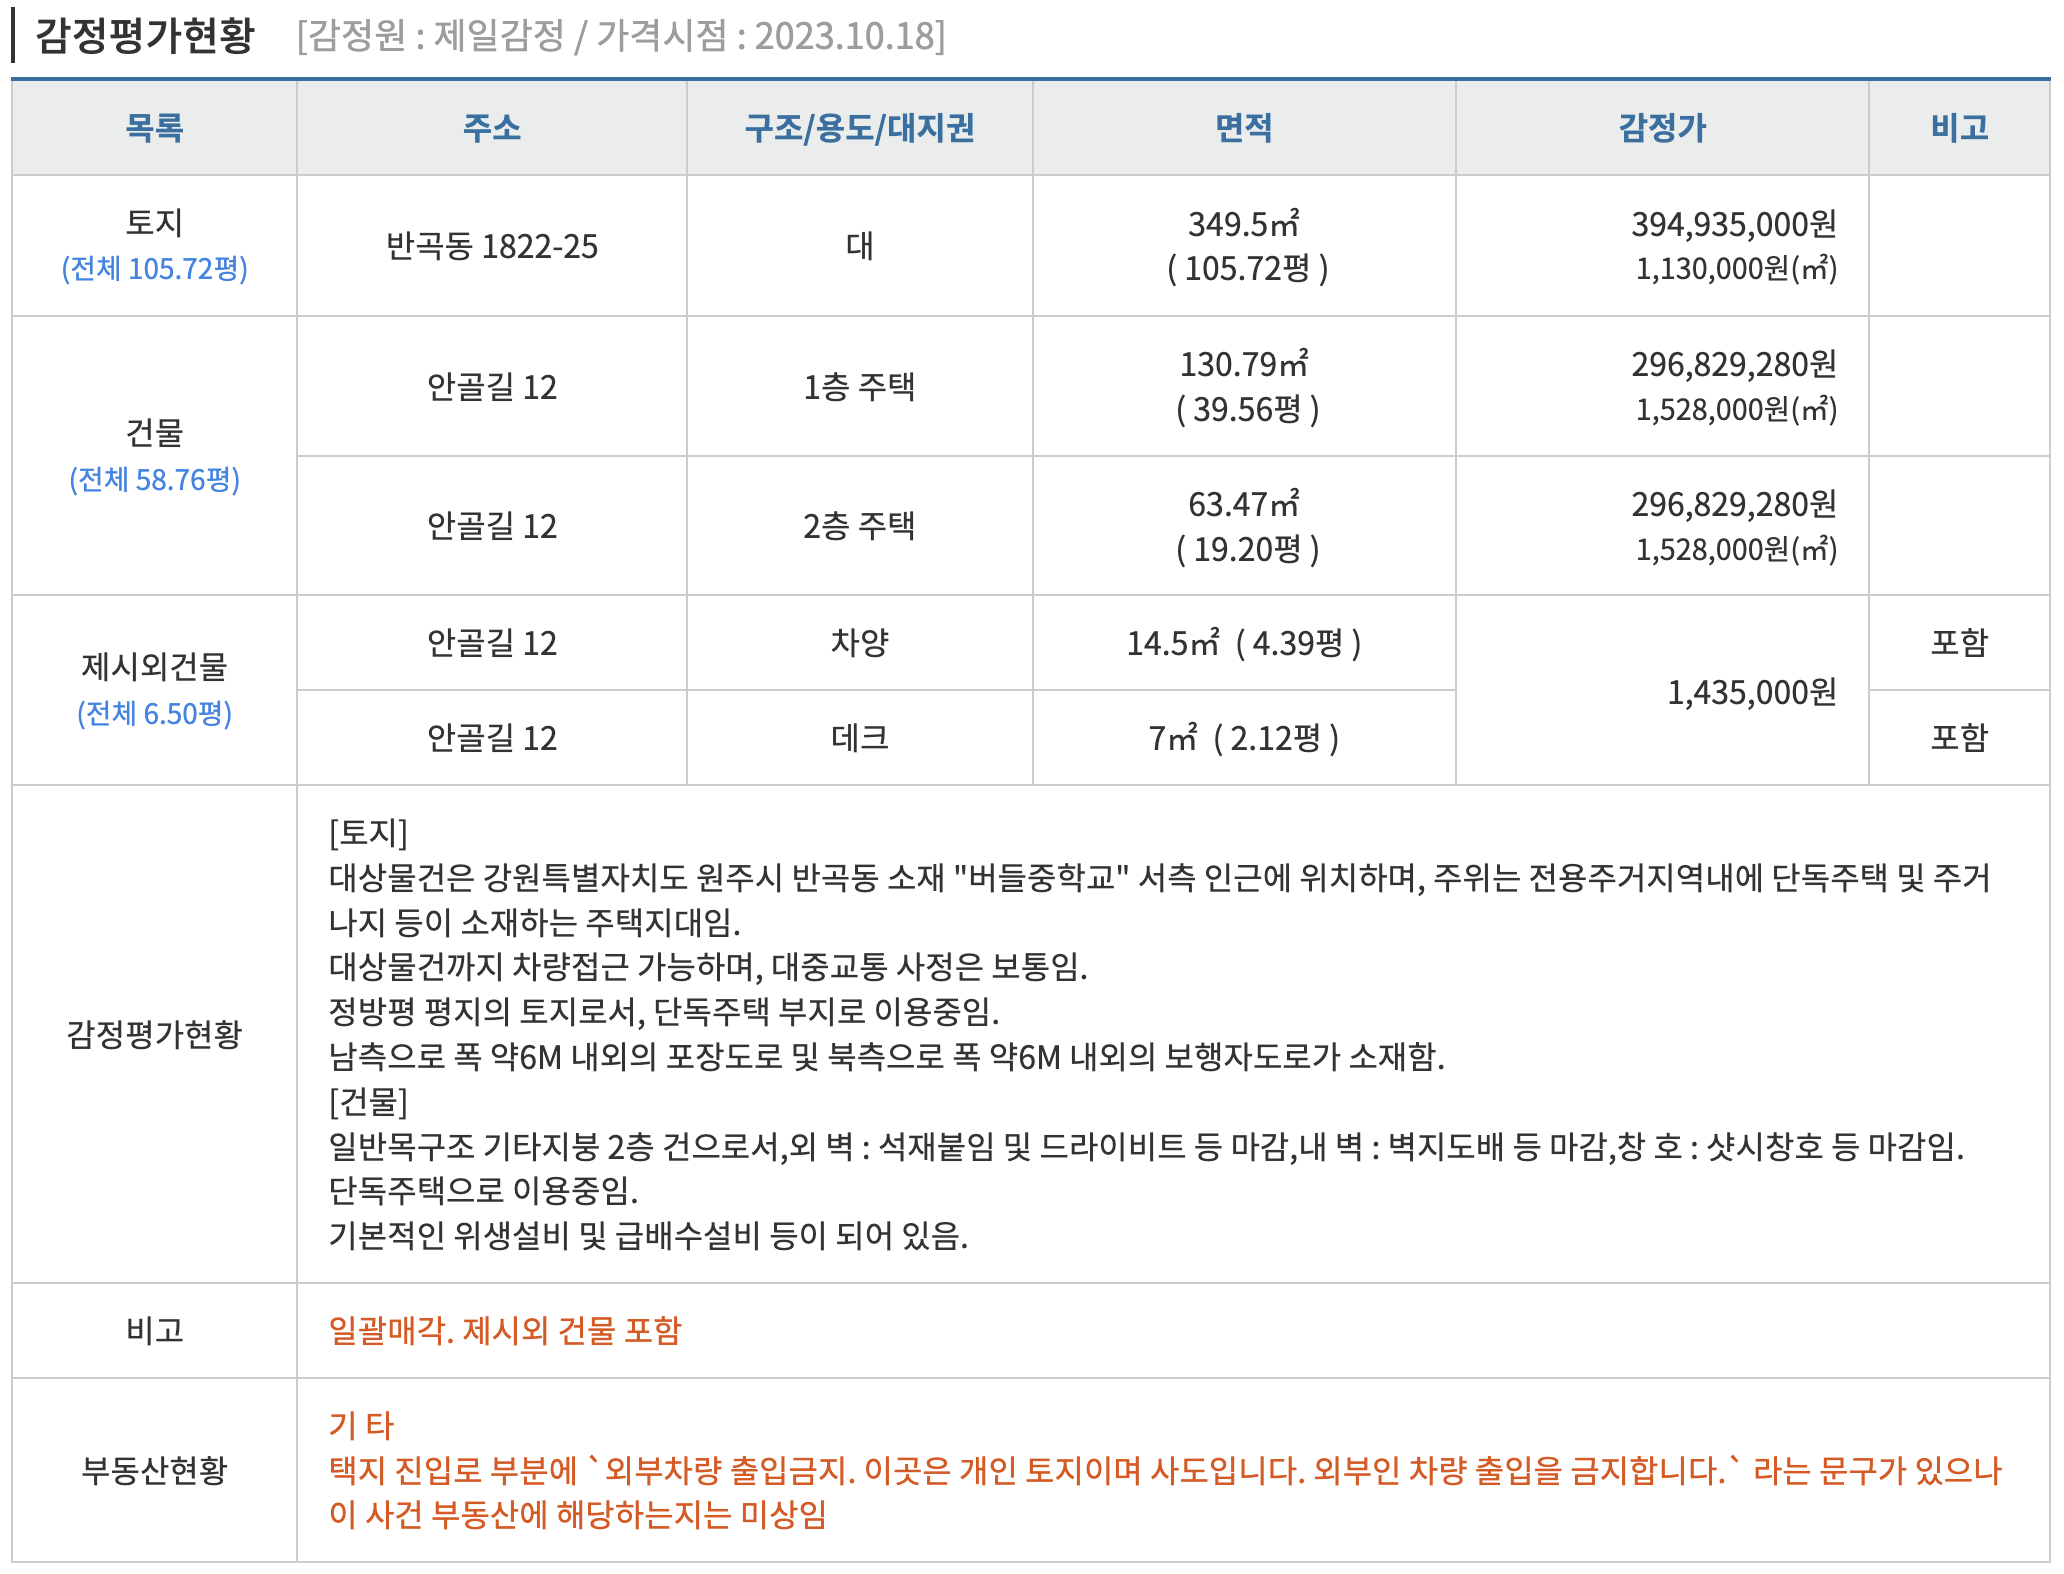 감정평가현황 [감정원 : 제일감정 / 가격시점 : 2023.10.18]
목록 주소 구조/용도/대지권 면적 감정가 비고
토지
(전체 105.72평)
반곡동 1822-25
대
349.5㎡
( 105.72평 )
394,935,000원
1,130,000원(㎡)
건물
(전체 58.76평)
안골길 12
1층 주택
130.79㎡
( 39.56평 )
296,829,280원
1,528,000원(㎡)
안골길 12
2층 주택
63.47㎡
( 19.20평 )
296,829,280원
1,528,000원(㎡)
제시외건물
(전체 6.50평)
안골길 12 차양 14.5㎡ ( 4.39평 )
1,435,000원
포함
안골길 12 데크 7㎡ ( 2.12평 )
포함
감정평가현황
[토지]
대상물건은 강원특별자치도 원주시 반곡동 소재 "버들중학교" 서측 인근에 위치하며, 주위는 전용주거지역내에 단독주택 및 주거
나지 등이 소재하는 주택지대임.
대상물건까지 차량접근 가능하며, 대중교통 사정은 보통임.
정방평 평지의 토지로서, 단독주택 부지로 이용중임.
남측으로 폭 약6M 내외의 포장도로 및 북측으로 폭 약6M 내외의 보행자도로가 소재함.
[건물]
일반목구조 기타지붕 2층 건으로서,외 벽 : 석재붙임 및 드라이비트 등 마감,내 벽 : 벽지도배 등 마감,창 호 : 샷시창호 등 마감임.
단독주택으로 이용중임.
기본적인 위생설비 및 급배수설비 등이 되어 있음.
비고
일괄매각. 제시외 건물 포함
부동산현황
기 타
택지 진입로 부분에 `외부차량 출입금지. 이곳은 개인 토지이며 사도입니다. 외부인 차량 출입을 금지합니다.` 라는 문구가 있으나
이 사건 부동산에 해당하는지는 미상임